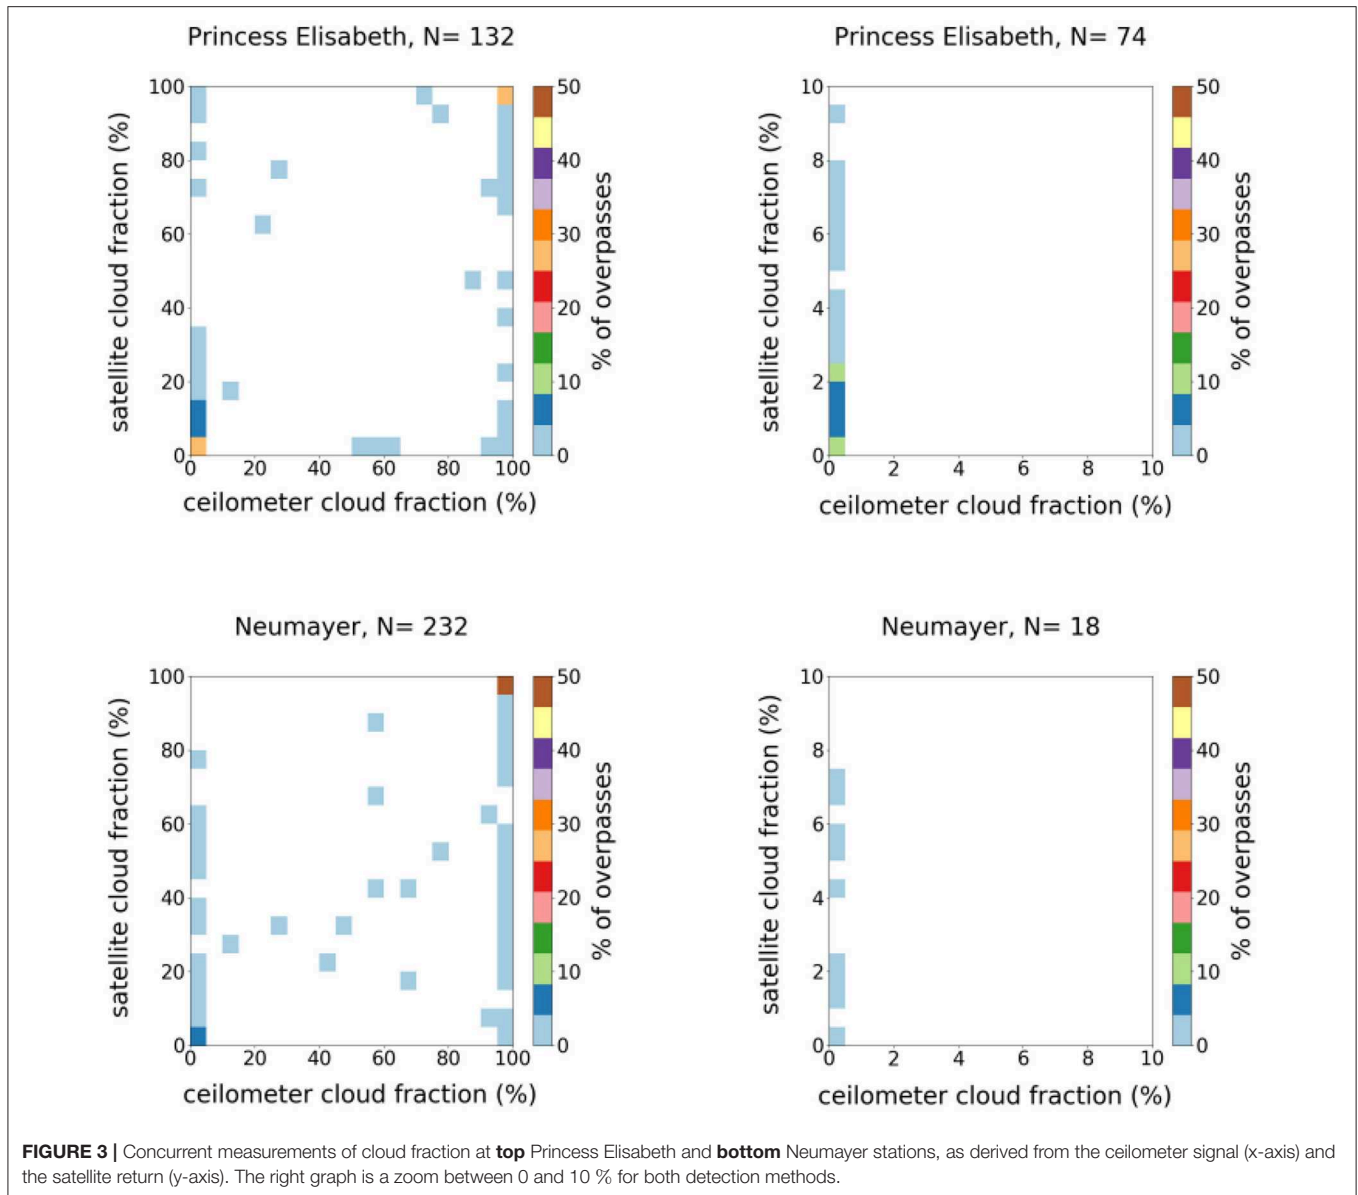 Princess Elisabeth, N= 132
100
80
60
40
20
0
0 20 40 60 80 100
satellite cloud fraction (%)
ceilometer cloud fraction (%)
50
40
30
20
10
0
% of overpasses
Princess Elisabeth, N= 74
10
8
6
4
2
0
0 2 4 6 8 10
satellite cloud fraction (%)
ceilometer cloud fraction (%)
50
40
30
20
10
0
% of overpasses
Neumayer, N= 232
100
80
60
40
20
0
0 20 40 60 80 100
satellite cloud fraction (%)
ceilometer cloud fraction (%)
50
40
30
20
10
0
% of overpasses
Neumayer, N= 18
10
8
6
4
2
0
0 2 4 6 8 10
satellite cloud fraction (%)
ceilometer cloud fraction (%)
50
40
30
20
10
0
% of overpasses
FIGURE 3 | Concurrent measurements of cloud fraction at top Princess Elisabeth and bottom Neumayer stations, as derived from the ceilometer signal (x-axis) and
the satellite return (y-axis). The right graph is a zoom between 0 and 10 % for both detection methods.